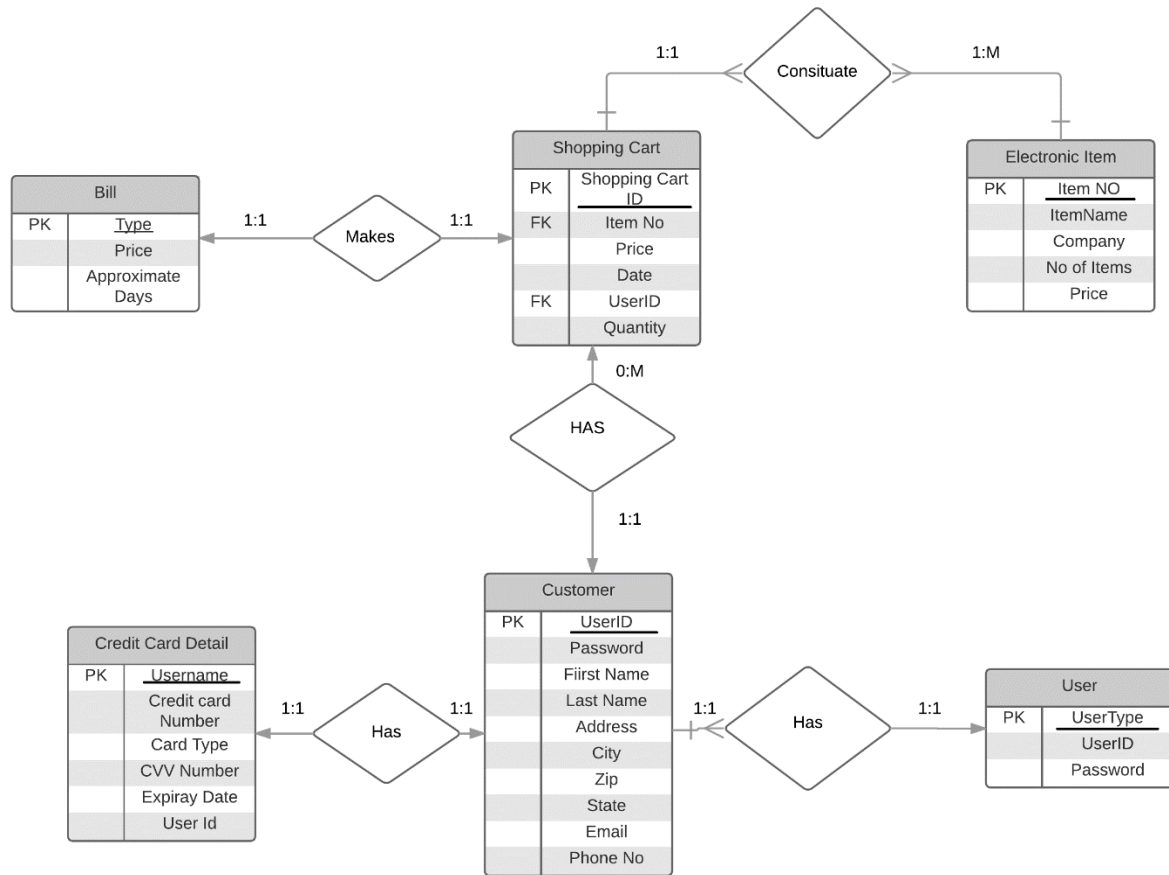 1:1
1:M
Consituate
Shopping Cart
PK Shopping Cart
ID
FK Item No
Price
Date
FK UserID
Quantity
Electronic Item
PK Item NO
ItemName
Company
No of Items
Price
Bill
PK Type
Price
Approximate
Days
1:1
Makes
1:1
0:M
HAS
1:1
Customer
PK UserID
Password
Fiirst Name
Last Name
Address
City
Zip
State
Email
Phone No
Credit Card Detail
PK Username
Credit card
Number
Card Type
CVV Number
Expiray Date
User Id
1:1
Has
1:1
1:1
Has
1:1
User
PK UserType
UserID
Password